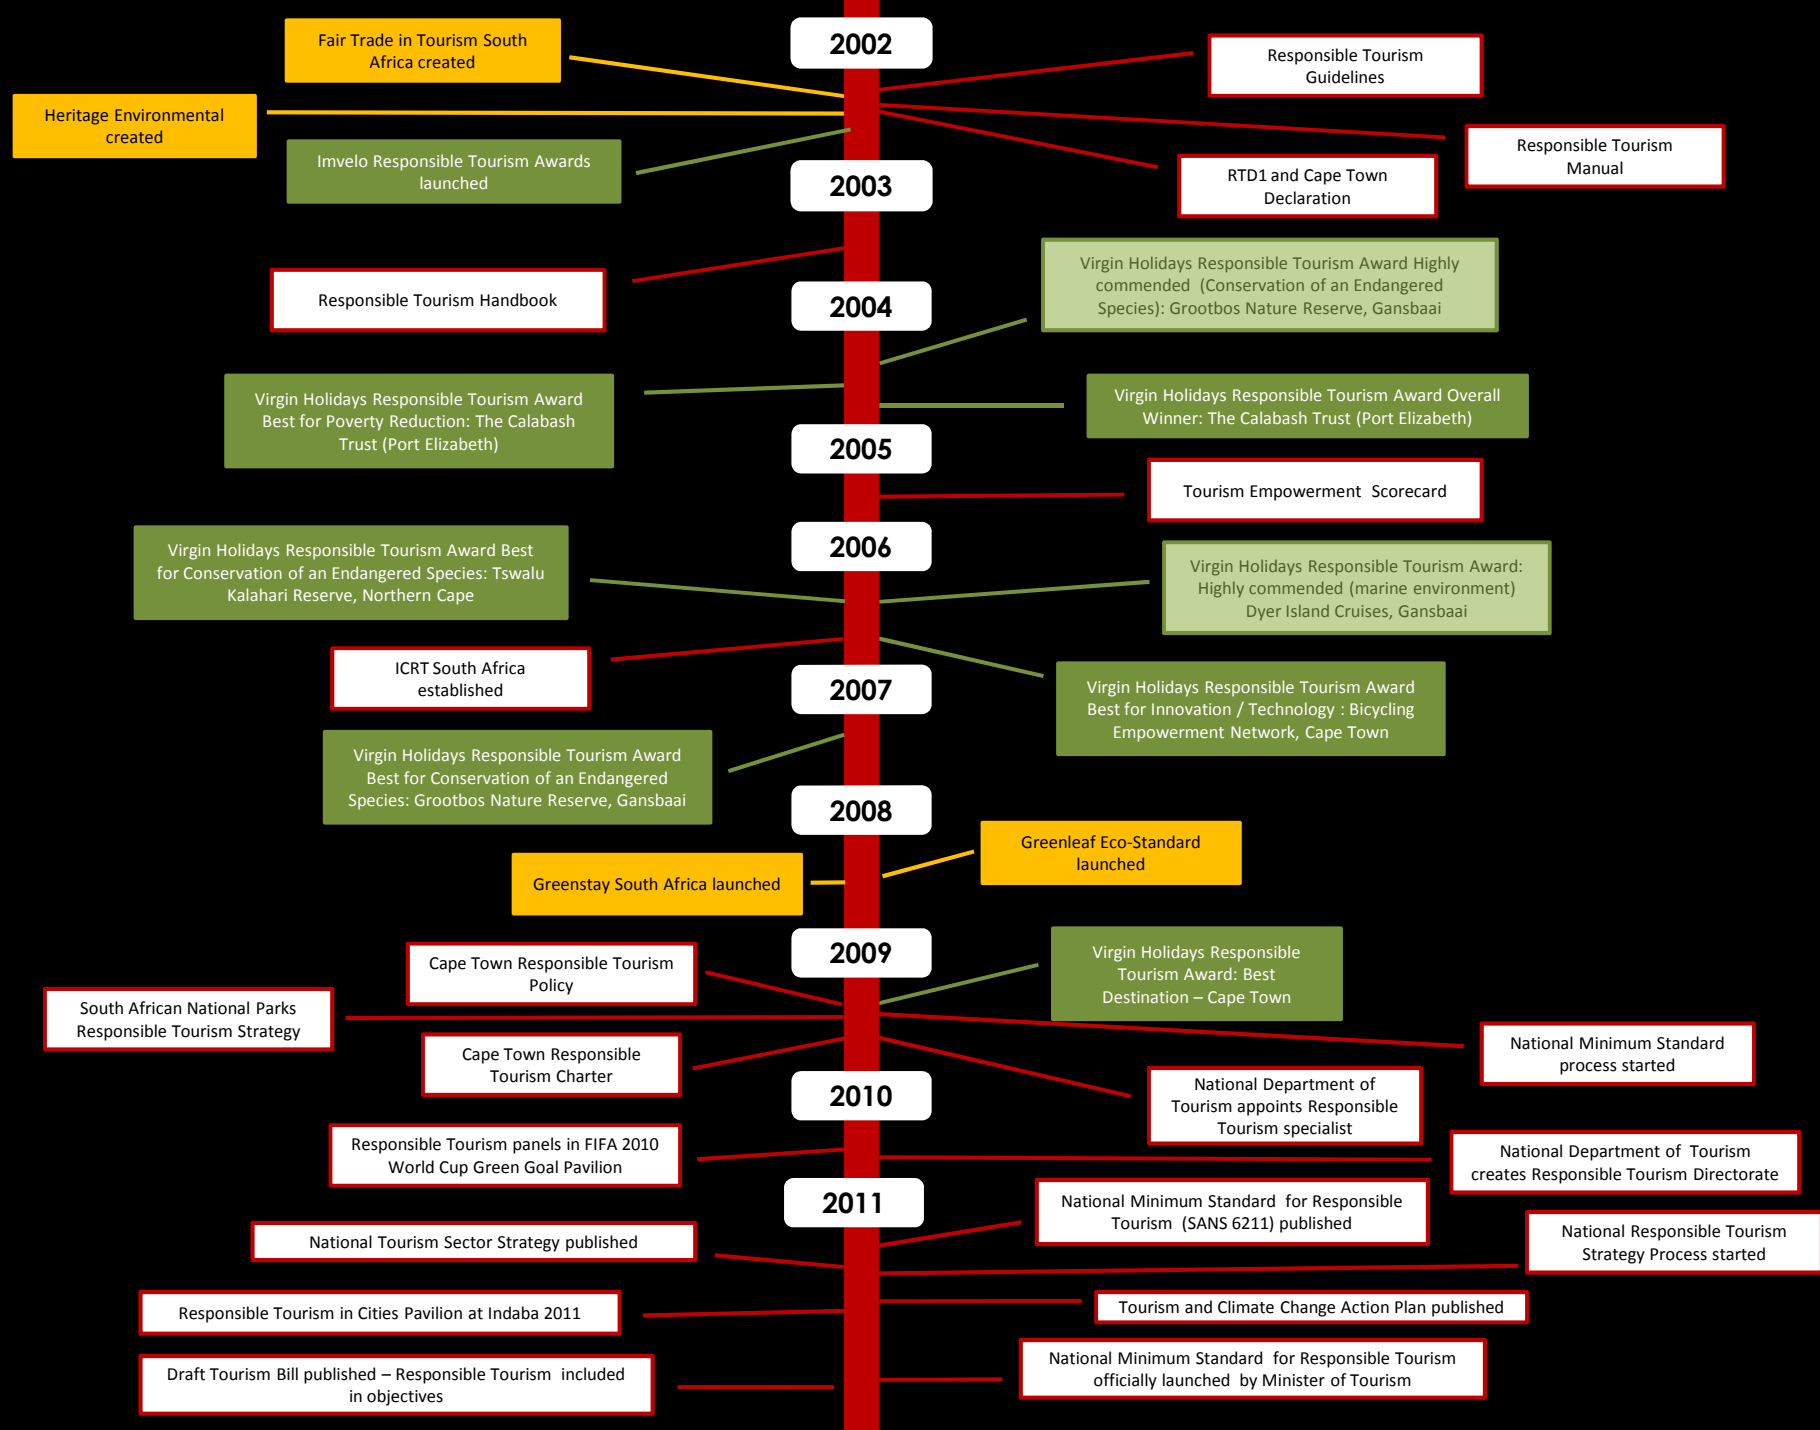 2002
Fair Trade in Tourism South
Africa created
Responsible Tourism
Guidelines
Heritage Environmental
created
Responsible Tourism
Manual
Imvelo Responsible Tourism Awards
launched
RTD1 and Cape Town
Declaration
2003
Responsible Tourism Handbook
Virgin Holidays Responsible Tourism Award Highly
commended (Conservation of an Endangered
Species): Grootbos Nature Reserve, Gansbaai
2004
Virgin Holidays Responsible Tourism Award
Best for Poverty Reduction: The Calabash
Trust (Port Elizabeth)
Virgin Holidays Responsible Tourism Award Overall
Winner: The Calabash Trust (Port Elizabeth)
2005
Tourism Empowerment Scorecard
2006
Virgin Holidays Responsible Tourism Award Best
for Conservation of an Endangered Species: Tswalu
Kalahari Reserve, Northern Cape
Virgin Holidays Responsible Tourism Award:
Highly commended (marine environment)
Dyer Island Cruises, Gansbaai
ICRT South Africa
established
Virgin Holidays Responsible Tourism Award
Best for Innovation / Technology : Bicycling
Empowerment Network, Cape Town
2007
Virgin Holidays Responsible Tourism Award
Best for Conservation of an Endangered
Species: Grootbos Nature Reserve, Gansbaai
2008
Greenleaf Eco-Standard
launched
Greenstay South Africa launched
2009
Cape Town Responsible Tourism
Policy
Virgin Holidays Responsible
Tourism Award: Best
Destination – Cape Town
South African National Parks
Responsible Tourism Strategy
National Minimum Standard
process started
Cape Town Responsible
Tourism Charter
National Department of
Tourism appoints Responsible
Tourism specialist
2010
Responsible Tourism panels in FIFA 2010
World Cup Green Goal Pavilion
National Department of Tourism
creates Responsible Tourism Directorate
2011
National Minimum Standard for Responsible
Tourism (SANS 6211) published
National Tourism Sector Strategy published
National Responsible Tourism
Strategy Process started
Responsible Tourism in Cities Pavilion at Indaba 2011
Tourism and Climate Change Action Plan published
Draft Tourism Bill published – Responsible Tourism included
in objectives
National Minimum Standard for Responsible Tourism
officially launched by Minister of Tourism